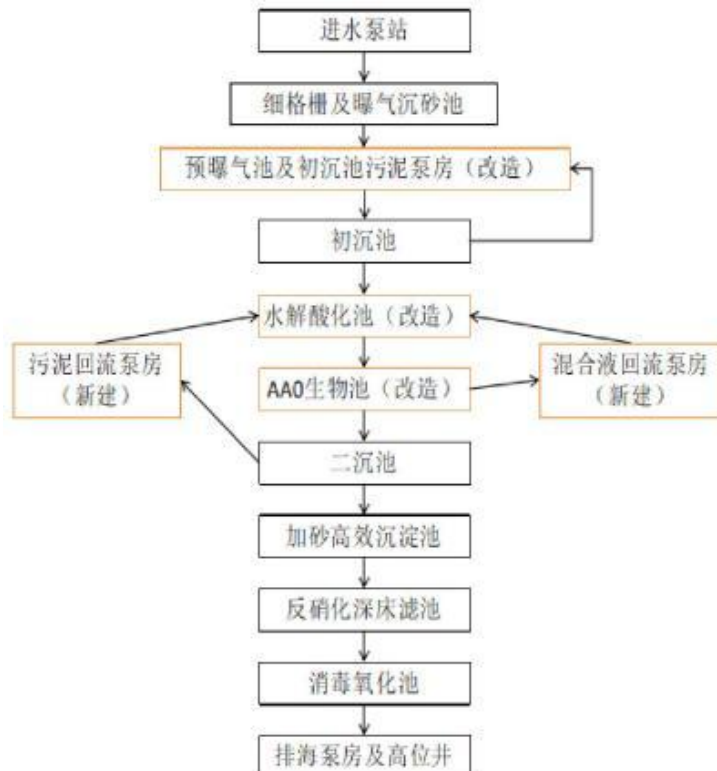 进水泵站
细格栅及曝气沉砂池
预曝气池及初沉池污泥泵房（改造）
初沉池
水解酸化池（改造）
污泥回流泵房
（新建）
混合液回流泵房
（新建）
AAO生物池（改造）
二沉池
加砂高效沉淀池
反硝化深床滤池
消毒氧化池
排海泵房及高位井